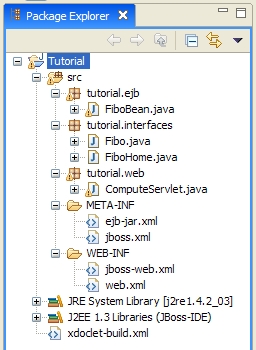 Package Explorer
Tutorial
src
tutorial.ejb
FiboBean.java
tutorial.interfaces
Fibo.java
FiboHome.java
tutorial.web
ComputeServlet.java
META-INF
ejb-jar.xml
jboss.xml
WEB-INF
jboss-web.xml
web.xml
JRE System Library [j2re1.4.2_03]
J2EE 1.3 Libraries (JBoss-IDE)
xdoclet-build.xml